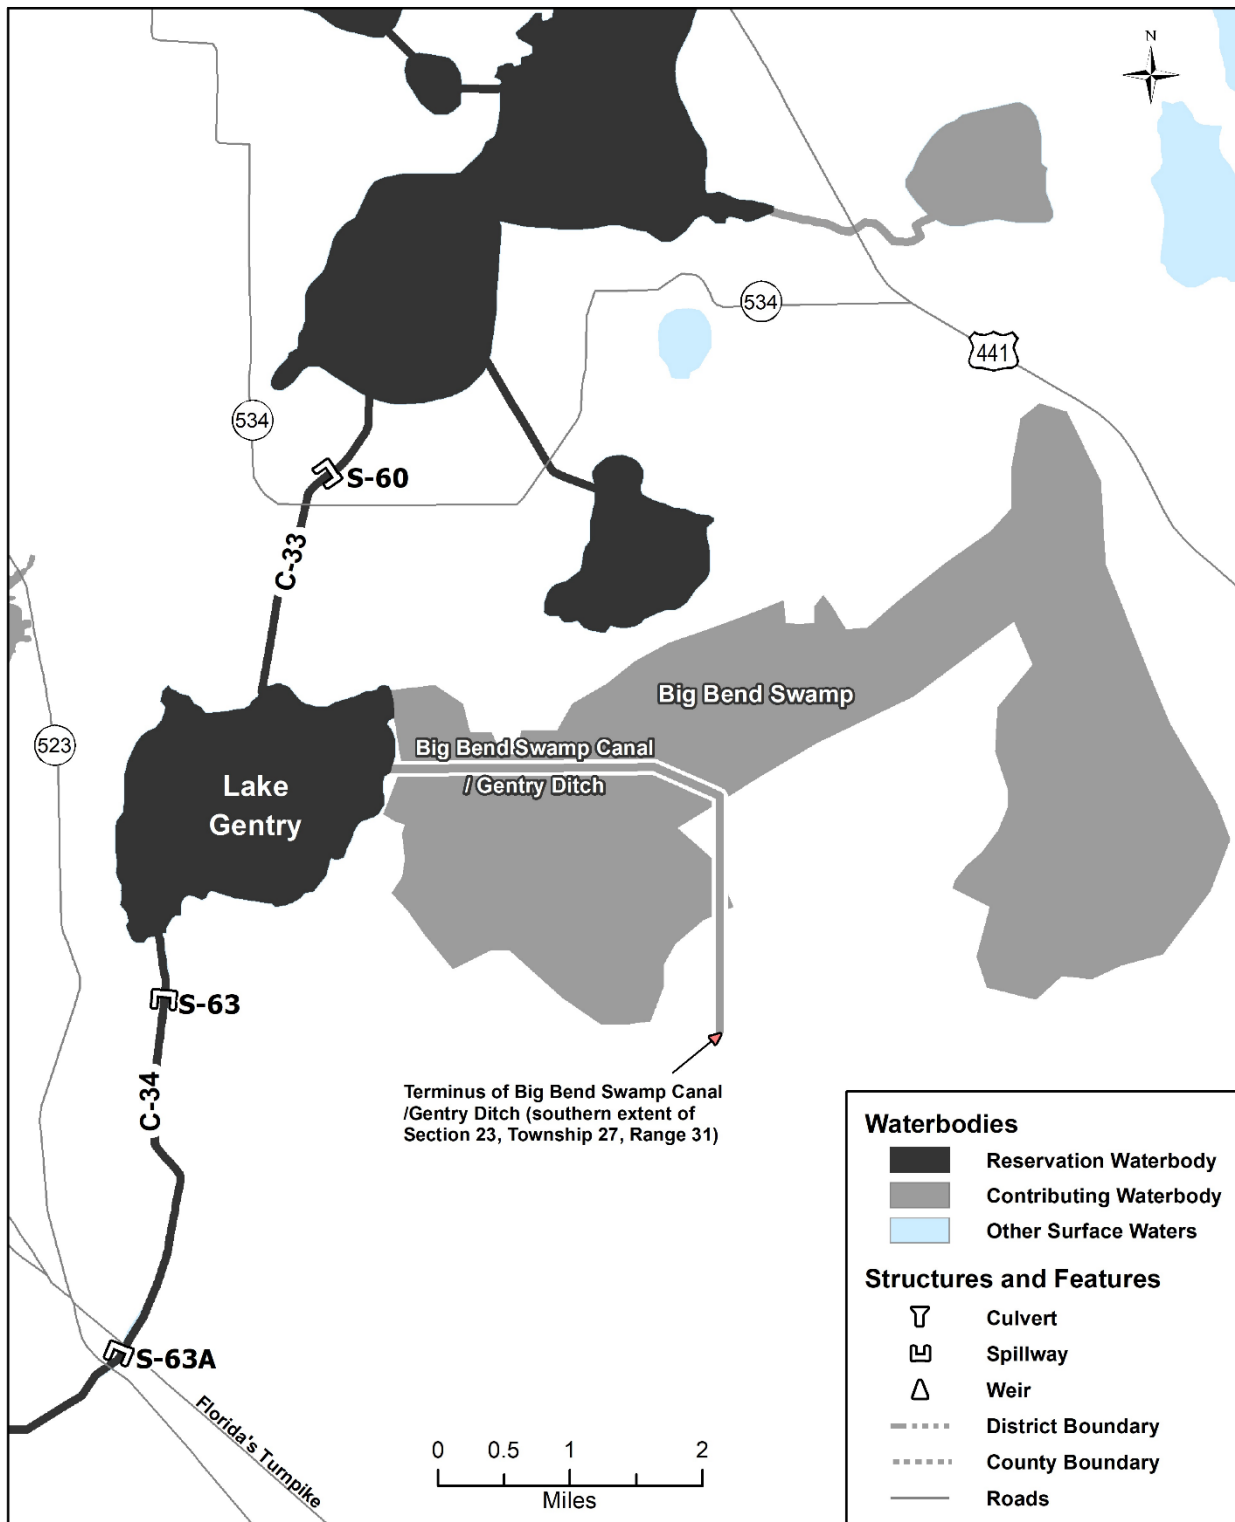 N
534
441
534
S-60
C-33
Big Bend Swamp
523
Big Bend Swamp Canal
/ Gentry Ditch
Lake
Gentry
S-63
C-34
Terminus of Big Bend Swamp Canal
/Gentry Ditch (southern extent of
Section 23, Township 27, Range 31)
S-63A
Florida's Turnpike
0 0.5 1 2
Miles
Waterbodies
Reservation Waterbody
Contributing Waterbody
Other Surface Waters
Structures and Features
Culvert
Spillway
Weir
District Boundary
County Boundary
Roads